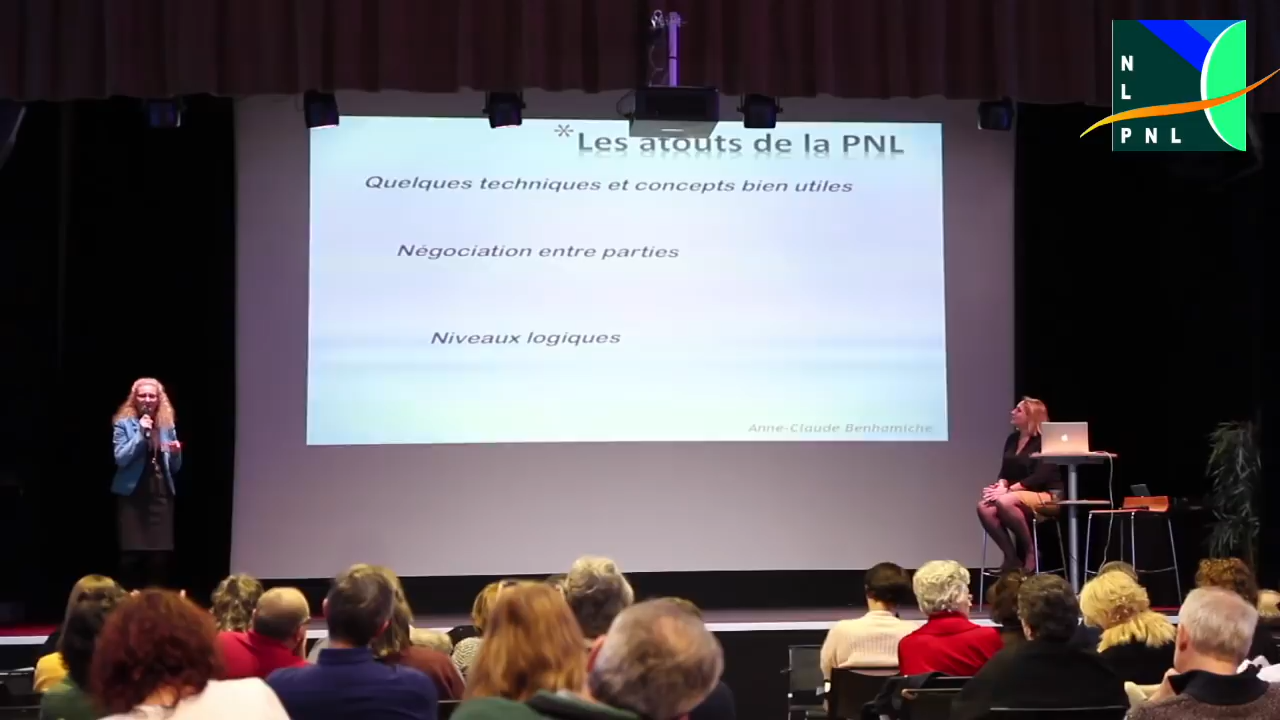 N
L
P N L
* Les atouts de la PNL
Quelques techniques et concepts bien utiles
Négociation entre parties
Niveaux logiques
Anne-Claude Benhamiche